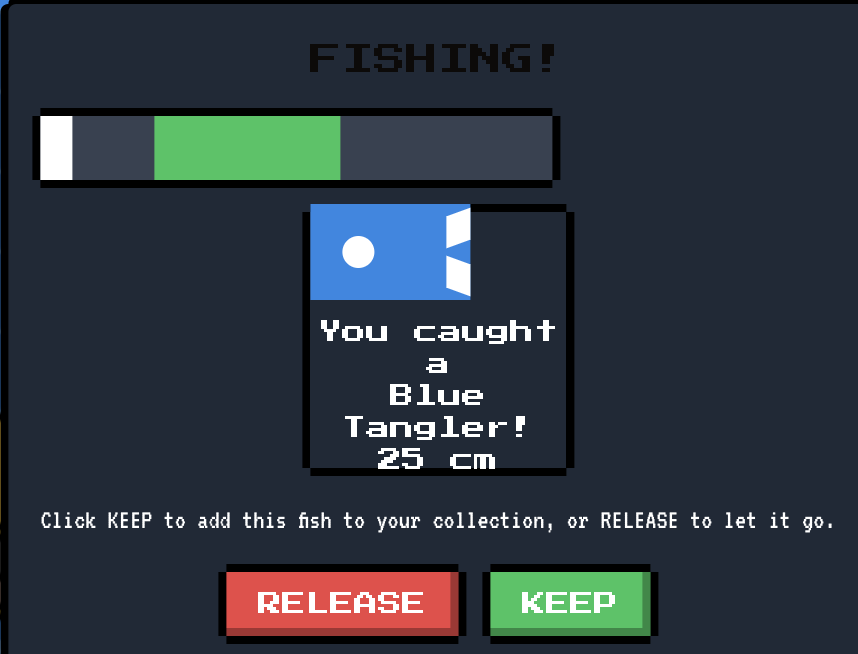 FISHING!
You caught
a
Blue
Tangler!
25 cm
Click KEEP to add this fish to your collection, or RELEASE to let it go.
RELEASE KEEP